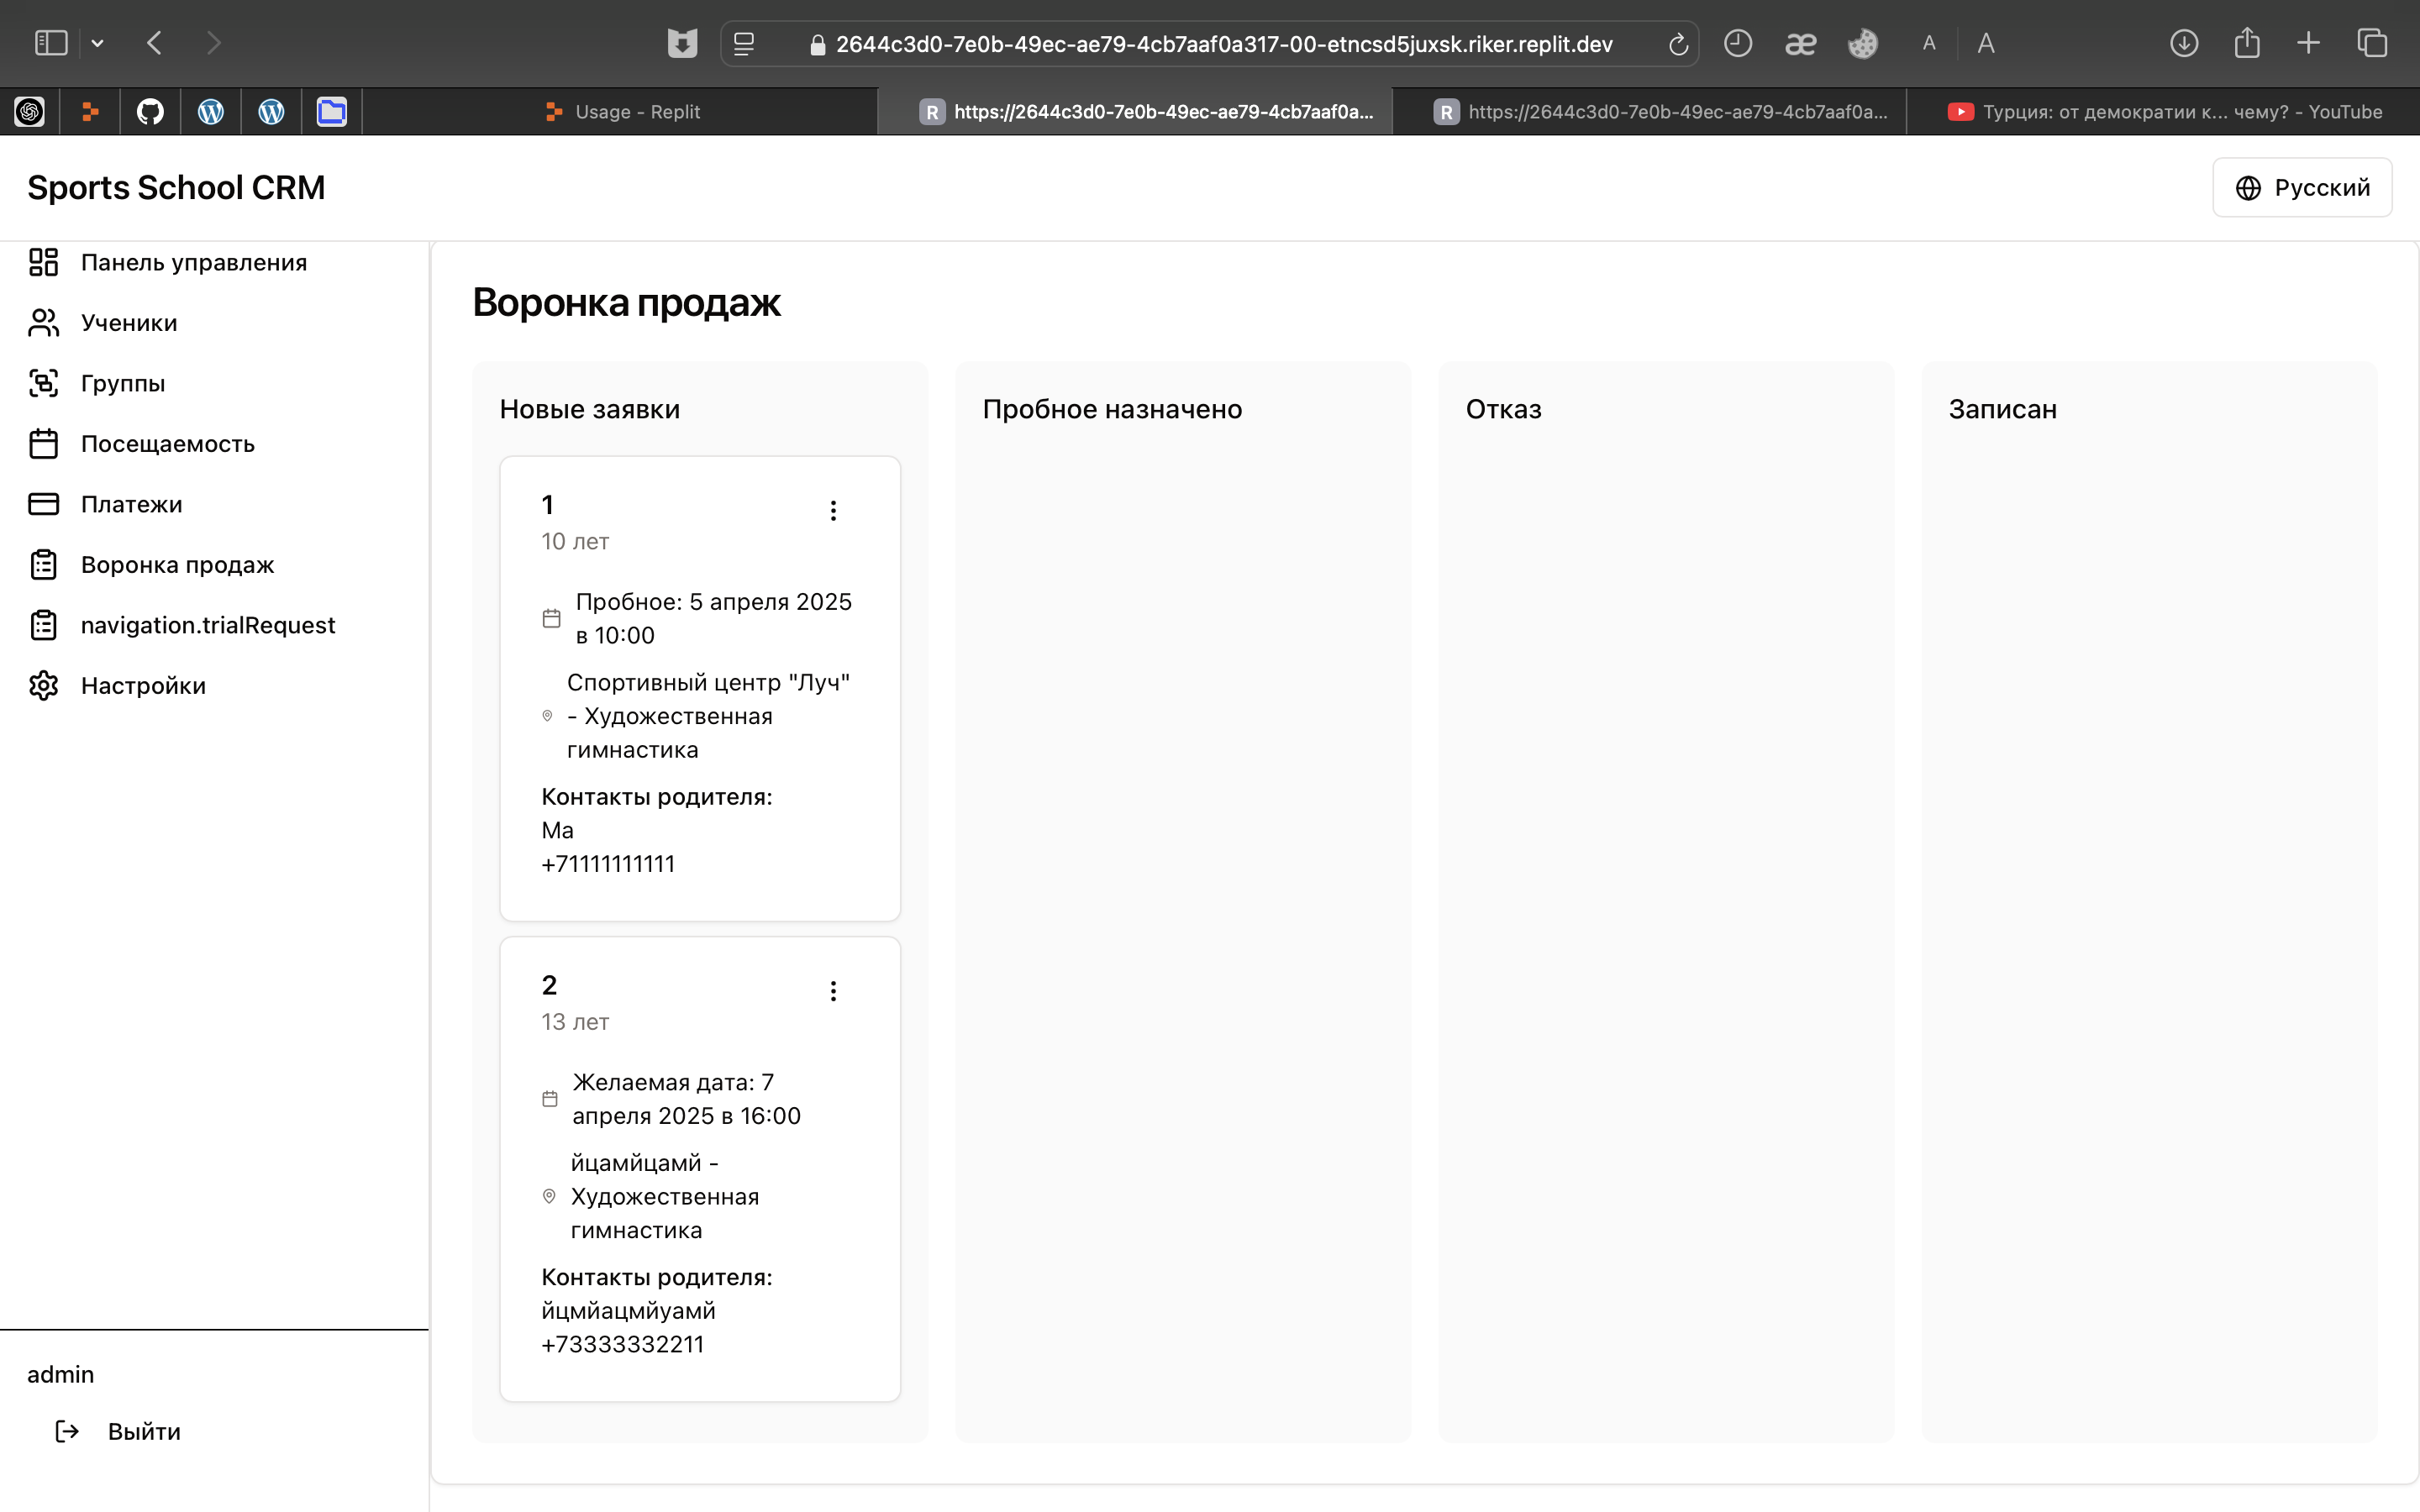 2644c3d0-7e0b-49ec-ae79-4cb7aaf0a317-00-etncsd5juxsk.riker.replit.dev
æ
A
A
Usage - Replit
R https://2644c3d0-7e0b-49ec-ae79-4cb7aaf0a...
R https://2644c3d0-7e0b-49ec-ae79-4cb7aaf0a...
Турция: от демократии к... чему? - YouTube
Sports School CRM
Русский
Панель управления
Ученики
Группы
Посещаемость
Платежи
Воронка продаж
navigation.trialRequest
Настройки
admin
Выйти
Воронка продаж
Новые заявки
1
10 лет
Пробное: 5 апреля 2025
в 10:00
Спортивный центр "Луч"
- Художественная
гимнастика
Контакты родителя:
Ма
+71111111111
2
13 лет
Желаемая дата: 7
апреля 2025 в 16:00
йцамйцамй -
Художественная
гимнастика
Контакты родителя:
йцмйацмйуамй
+73333332211
Пробное назначено
Отказ
Записан